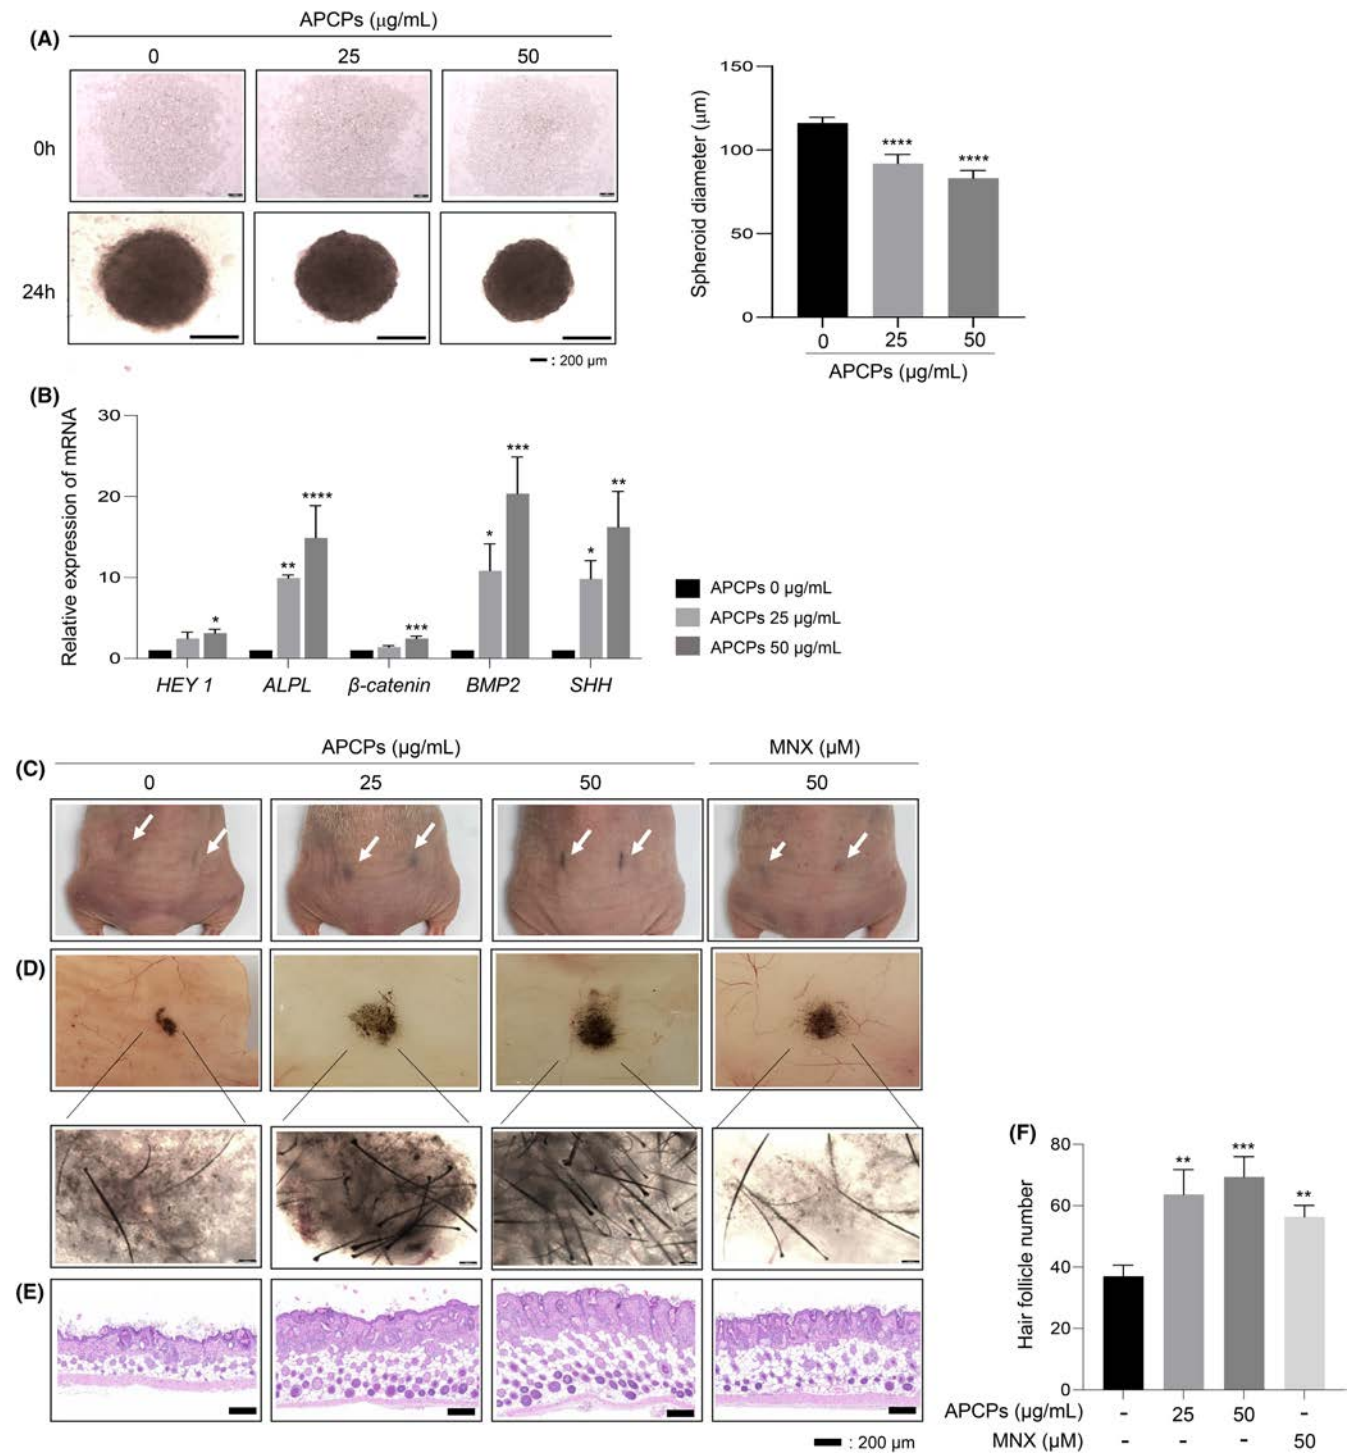 (A)
APCPs (μg/mL)
0 25 50
0h
24h
▬ : 200 μm
150
100
50
0
Spheroid diameter (μm)
****
****
0 25 50
APCPs (μg/mL)
(B)
Relative expression of mRNA
30
20
10
0
*
**
****
***
*
***
*
**
HEY 1 ALPL β-catenin BMP2 SHH
APCPs 0 μg/mL
APCPs 25 μg/mL
APCPs 50 μg/mL
(C)
APCPs (μg/mL) MNX (μM)
0 25 50 50
(D)
(E)
▬ : 200 μm
(F)
Hair follicle number
80
60
40
20
0
**
***
**
APCPs (μg/mL) - 25 50 -
MNX (μM) - - - 50